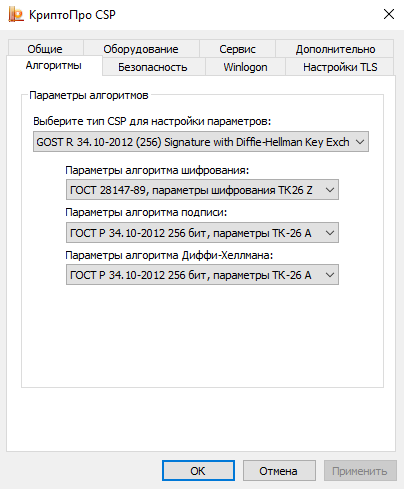 КриптоПро CSP
Общие Оборудование Сервис Дополнительно
Алгоритмы Безопасность Winlogon Настройки TLS
Параметры алгоритмов
Выберите тип CSP для настройки параметров:
GOST R 34.10-2012 (256) Signature with Diffie-Hellman Key Exch
Параметры алгоритма шифрования:
ГОСТ 28147-89, параметры шифрования ТК26 Z
Параметры алгоритма подписи:
ГОСТ Р 34.10-2012 256 бит, параметры ТК-26 А
Параметры алгоритма Диффи-Хеллмана:
ГОСТ Р 34.10-2012 256 бит, параметры ТК-26 А
ОК Отмена Применить